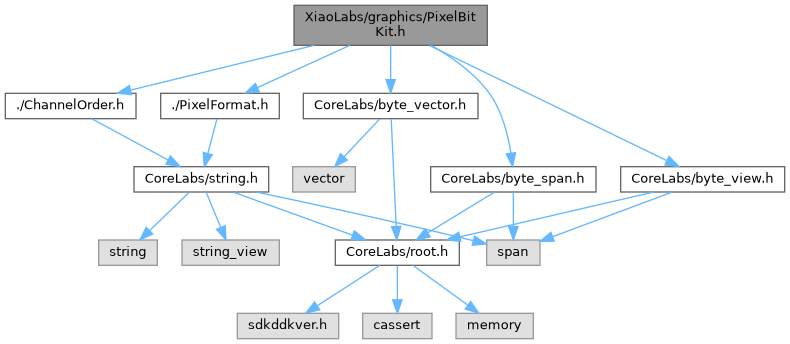 XiaoLabs/graphics/PixelBit
Kit.h
./ChannelOrder.h
./PixelFormat.h
CoreLabs/byte_vector.h
CoreLabs/string.h
vector
CoreLabs/byte_span.h
CoreLabs/byte_view.h
string
string_view
CoreLabs/root.h
span
sdkddkver.h
cassert
memory